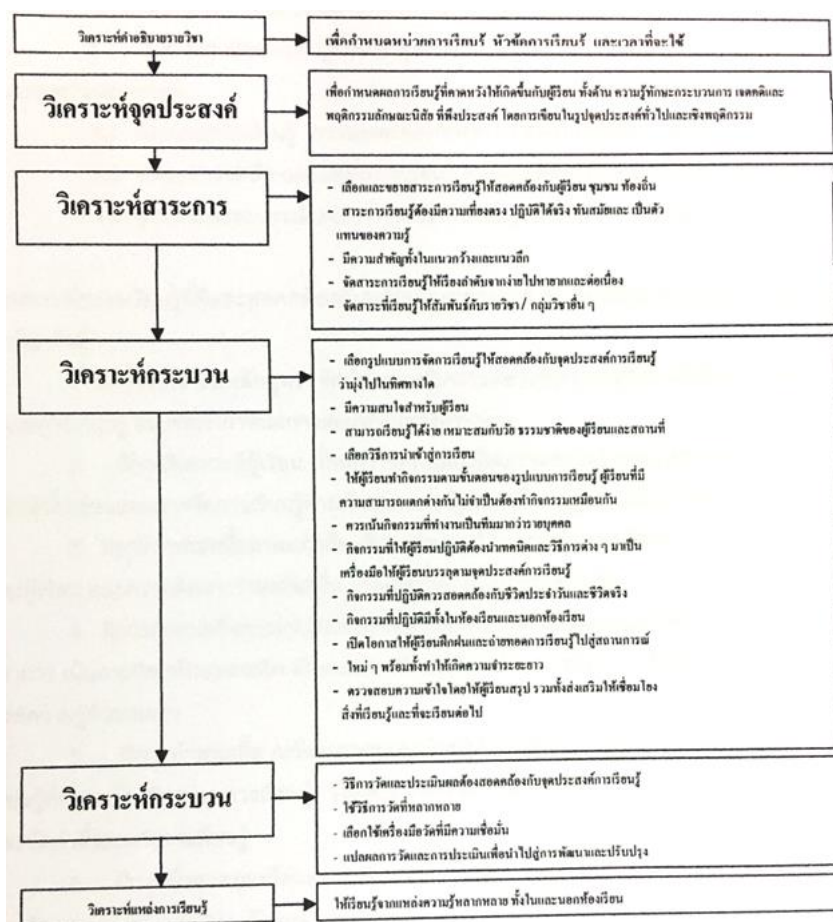 วิเคราะห์คำอธิบายรายวิชา
เพื่อกำหนดหน่วยการเรียนรู้ หัวข้อการเรียนรู้ และเวลาที่จะใช้
วิเคราะห์จุดประสงค์
เพื่อกำหนดผลการเรียนรู้ที่คาดหวังให้เกิดขึ้นกับผู้เรียน ทั้งด้าน ความรู้ทักษะกระบวนการ เจตคติและ
พฤติกรรมลักษณะนิสัย ที่พึงประสงค์ โดยการเขียนในรูปจุดประสงค์ทั่วไปและเชิงพฤติกรรม
วิเคราะห์สาระการ
- เลือกและขยายสาระการเรียนรู้ให้สอดคล้องกับผู้เรียน ชุมชน ท้องถิ่น
- สาระการเรียนรู้ต้องมีความเที่ยงตรง ปฏิบัติได้จริง ทันสมัยและ เป็นตัว
แทนของความรู้
- มีความสำคัญทั้งในแนวกว้างและแนวลึก
- จัดสาระการเรียนรู้ให้เรียงลำดับจากง่ายไปหายากและต่อเนื่อง
- จัดสาระที่เรียนรู้ให้สัมพันธ์กับรายวิชา / กลุ่มวิชาอื่น ๆ
วิเคราะห์กระบวน
- เลือกรูปแบบการจัดการเรียนรู้ให้สอดคล้องกับจุดประสงค์การเรียนรู้
ว่ามุ่งไปในทิศทางใด
- มีความสนใจสำหรับผู้เรียน
- สามารถเรียนรู้ได้ง่าย เหมาะสมกับวัย ธรรมชาติของผู้เรียนและสถานที่
- เลือกวิธีการนำเข้าสู่การเรียน
- ให้ผู้เรียนทำกิจกรรมตามขั้นตอนของรูปแบบการเรียนรู้ ผู้เรียนที่มี
ความสามารถแตกต่างกันไม่จำเป็นต้องทำกิจกรรมเหมือนกัน
- ควรเน้นกิจกรรมที่ทำงานเป็นทีมมากว่ารายบุคคล
- กิจกรรมที่ให้ผู้เรียนปฏิบัติต้องนำเทคนิคและวิธีการต่าง ๆ มาเป็น
เครื่องมือให้ผู้เรียนบรรลุตามจุดประสงค์การเรียนรู้
- กิจกรรมที่ปฏิบัติควรสอดคล้องกับชีวิตประจำวันและชีวิตจริง
- กิจกรรมที่ปฏิบัติมีทั้งในห้องเรียนและนอกห้องเรียน
- เปิดโอกาสให้ผู้เรียนฝึกฝนและถ่ายทอดการเรียนรู้ไปสู่สถานการณ์
ใหม่ ๆ พร้อมทั้งทำให้เกิดความจำระยะยาว
- ตรวจสอบความเข้าใจโดยให้ผู้เรียนสรุป รวมทั้งส่งเสริมให้เชื่อมโยง
สิ่งที่เรียนรู้และที่จะเรียนต่อไป
วิเคราะห์กระบวน
- วิธีการวัดและประเมินผลต้องสอดคล้องกับจุดประสงค์การเรียนรู้
- ใช้วิธีการวัดที่หลากหลาย
- เลือกใช้เครื่องมือวัดที่มีความเชื่อมั่น
- แปลผลการวัดและการประเมินเพื่อนำไปสู่การพัฒนาและปรับปรุง
วิเคราะห์แหล่งการเรียนรู้
ให้เรียนรู้จากแหล่งความรู้หลากหลาย ทั้งในและนอกห้องเรียน